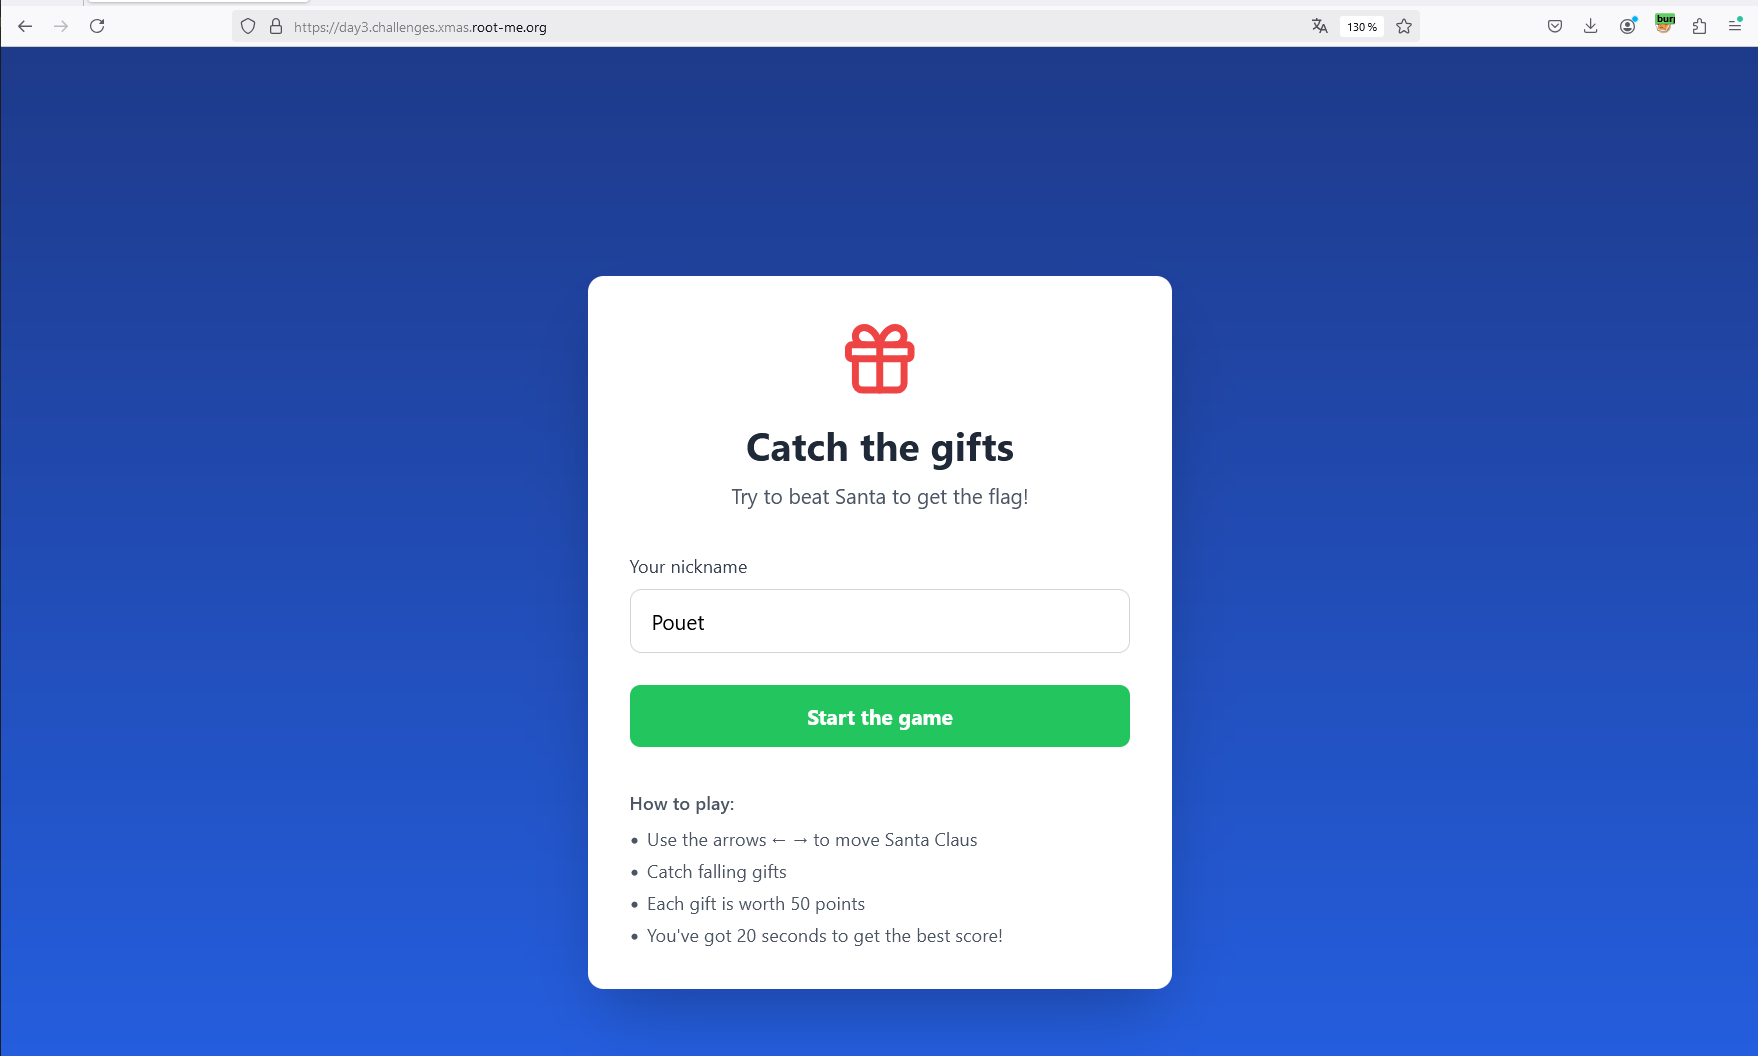 https://day3.challenges.xmas.root-me.org
130 %
Catch the gifts
Try to beat Santa to get the flag!
Your nickname
Pouet
Start the game
How to play:
• Use the arrows ← → to move Santa Claus
• Catch falling gifts
• Each gift is worth 50 points
• You've got 20 seconds to get the best score!